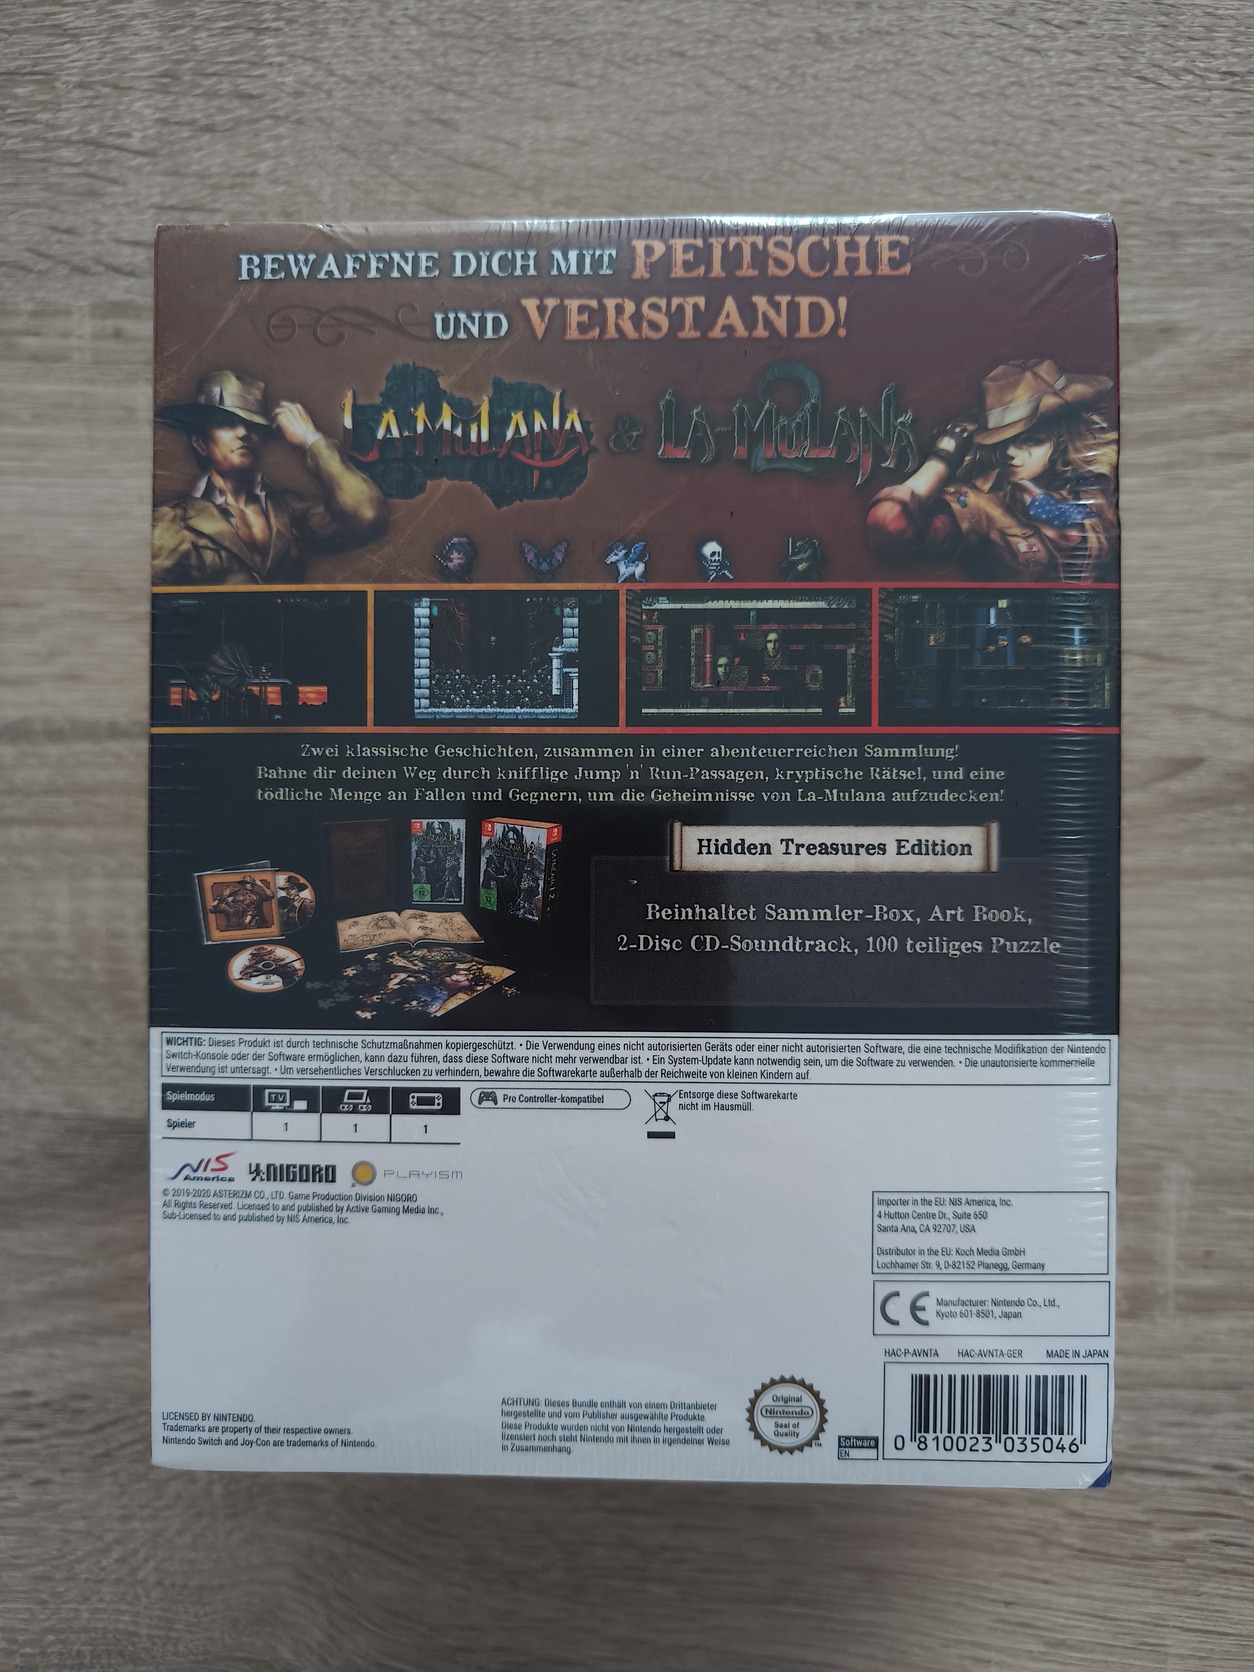 BEWAFFNE DICH MIT PEITSCHE
UND VERSTAND!
LA-MULANA & LA-MULANA 2
Zwei klassische Geschichten, zusammen in einer abenteuerreichen Sammlung!
Bahne dir deinen Weg durch knifflige Jump 'n' Run-Passagen, kryptische Rätsel, und eine
tödliche Menge an Fallen und Gegnern, um die Geheimnisse von La-Mulana aufzudecken!
Hidden Treasures Edition
Beinhaltet Sammler-Box, Art Book,
2-Disc CD-Soundtrack, 100 teiliges Puzzle
WICHTIG: Dieses Produkt ist durch technische Schutzmaßnahmen kopiergeschützt. • Die Verwendung eines nicht autorisierten Geräts oder einer nicht autorisierten Software, die eine technische Modifikation der Nintendo
Switch-Konsole oder der Software ermöglichen, kann dazu führen, dass diese Software nicht mehr verwendbar ist. • Ein System-Update kann notwendig sein, um die Software zu verwenden. • Die unautorisierte kommerzielle
Verwendung ist untersagt. • Um versehentliches Verschlucken zu verhindern, bewahre die Softwarekarte außerhalb der Reichweite von kleinen Kindern auf.
Spielmodus TV
Spieler 1 1 1
Pro Controller-kompatibel
Entsorge diese Softwarekarte
nicht im Hausmüll.
NIS America NIGORO PLAYISM
© 2019-2020 ASTERIZM CO., LTD. Game Production Division NIGORO
All Rights Reserved. Licensed to and published by Active Gaming Media Inc.,
Sub-Licensed to and published by NIS America, Inc.
Importer in the EU: NIS America, Inc.
4 Hutton Centre Dr., Suite 650
Santa Ana, CA 92707, USA
Distributor in the EU: Koch Media GmbH
Lochhamer Str. 9, D-82152 Planegg, Germany
CE Manufacturer: Nintendo Co., Ltd.,
Kyoto 601-8501, Japan
HAC-P-AVNTA HAC-AVNTA-GER MADE IN JAPAN
LICENSED BY NINTENDO.
Trademarks are property of their respective owners.
Nintendo Switch and Joy-Con are trademarks of Nintendo.
ACHTUNG: Dieses Bundle enthält von einem Drittanbieter
hergestellte und vom Publisher ausgewählte Produkte.
Diese Produkte wurden nicht von Nintendo hergestellt oder
lizensiert noch steht Nintendo mit ihnen in irgendeiner Weise
in Zusammenhang.
Original
Nintendo
Seal of
Quality
TM
Software
EN
0 810023 035046